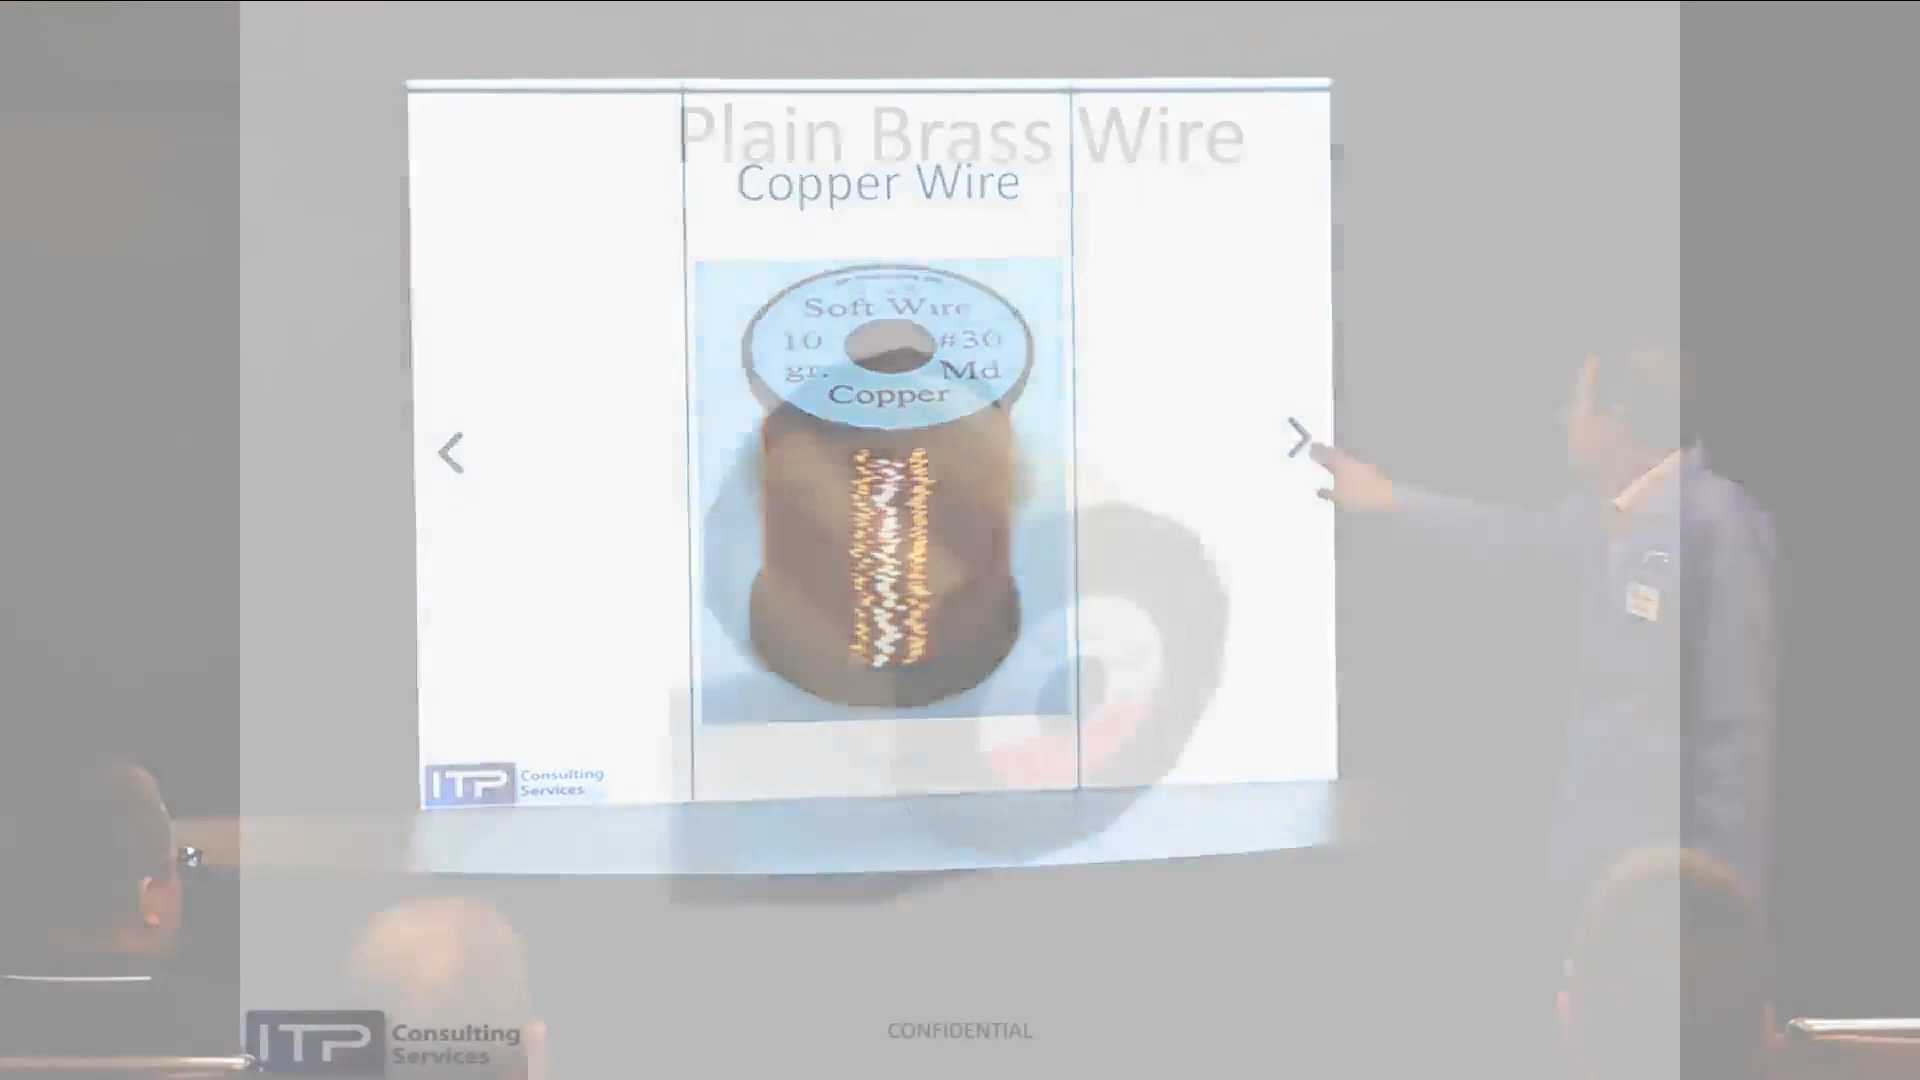 Plain Brass Wire
Copper Wire
Soft Wire
10 #30
gr. Md
Copper
ITP Consulting
Services
ITP Consulting
Services
CONFIDENTIAL